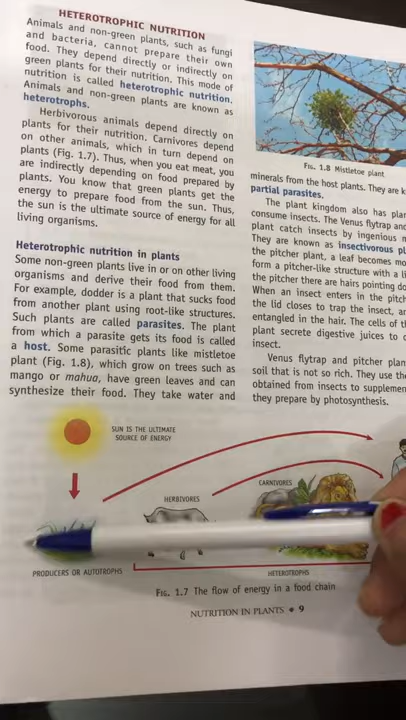 HETEROTROPHIC NUTRITION
Animals and non-green plants, such as fungi
and bacteria, cannot prepare their own
food. They depend directly or indirectly on
green plants for their nutrition. This mode of
nutrition is called heterotrophic nutrition.
Animals and non-green plants are known as
heterotrophs.
Herbivorous animals depend directly on
plants for their nutrition. Carnivores depend
on other animals, which in turn depend on
plants (Fig. 1.7). Thus, when you eat meat, you
are indirectly depending on food prepared by
plants. You know that green plants get the
energy to prepare food from the sun. Thus,
the sun is the ultimate source of energy for all
living organisms.
Heterotrophic nutrition in plants
Some non-green plants live in or on other living
organisms and derive their food from them.
For example, dodder is a plant that sucks food
from another plant using root-like structures.
Such plants are called parasites. The plant
from which a parasite gets its food is called
a host. Some parasitic plants like mistletoe
plant (Fig. 1.8), which grow on trees such as
mango or mahua, have green leaves and can
synthesize their food. They take water and
FIG. 1.8 Mistletoe plant
minerals from the host plants. They are
partial parasites.
The plant kingdom also has
consume insects. The Venus flytrap and
plant catch insects by ingenious
They are known as insectivorous
the pitcher plant, a leaf becomes
form a pitcher-like structure with a
the pitcher there are hairs pointing
When an insect enters in the
the lid closes to trap the insect,
entangled in the hair. The cells of
plant secrete digestive juices to
insect.
Venus flytrap and pitcher
soil that is not so rich. They use
obtained from insects to
they prepare by photosynthesis.
SUN IS THE ULTIMATE
SOURCE OF ENERGY
HERBIVORES
CARNIVORES
PRODUCERS OR AUTOTROPHS
HETEROTROPHS
FIG. 1.7 The flow of energy in a food chain
NUTRITION IN PLANTS • 9